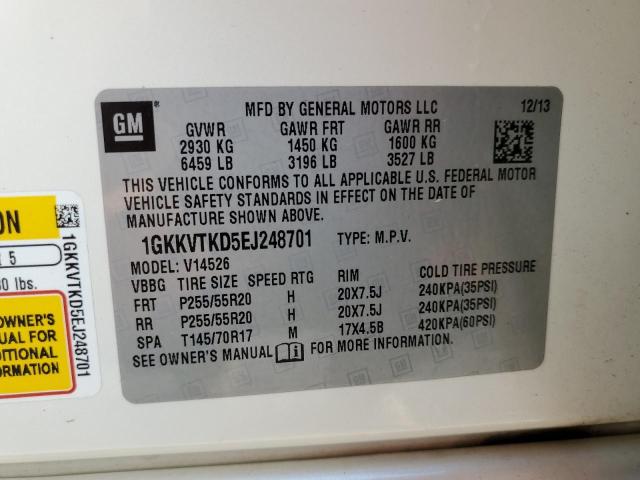 GM
MFD BY GENERAL MOTORS LLC
12/13
GVWR GAWR FRT GAWR RR
2930 KG 1450 KG 1600 KG
6459 LB 3196 LB 3527 LB
THIS VEHICLE CONFORMS TO ALL APPLICABLE U.S. FEDERAL MOTOR
VEHICLE SAFETY STANDARDS IN EFFECT ON THE DATE OF
MANUFACTURE SHOWN ABOVE.
1GKKVTKD5EJ248701 TYPE: M.P.V.
MODEL: V14526
VBBG TIRE SIZE SPEED RTG RIM COLD TIRE PRESSURE
FRT P255/55R20 H 20X7.5J 240KPA(35PSI)
RR P255/55R20 H 20X7.5J 240KPA(35PSI)
SPA T145/70R17 M 17X4.5B 420KPA(60PSI)
SEE OWNER'S MANUAL FOR MORE INFORMATION.
ON
5
lbs.
OWNER'S
UAL FOR
DITIONAL
ORMATION
1GKKVTKD5EJ248701